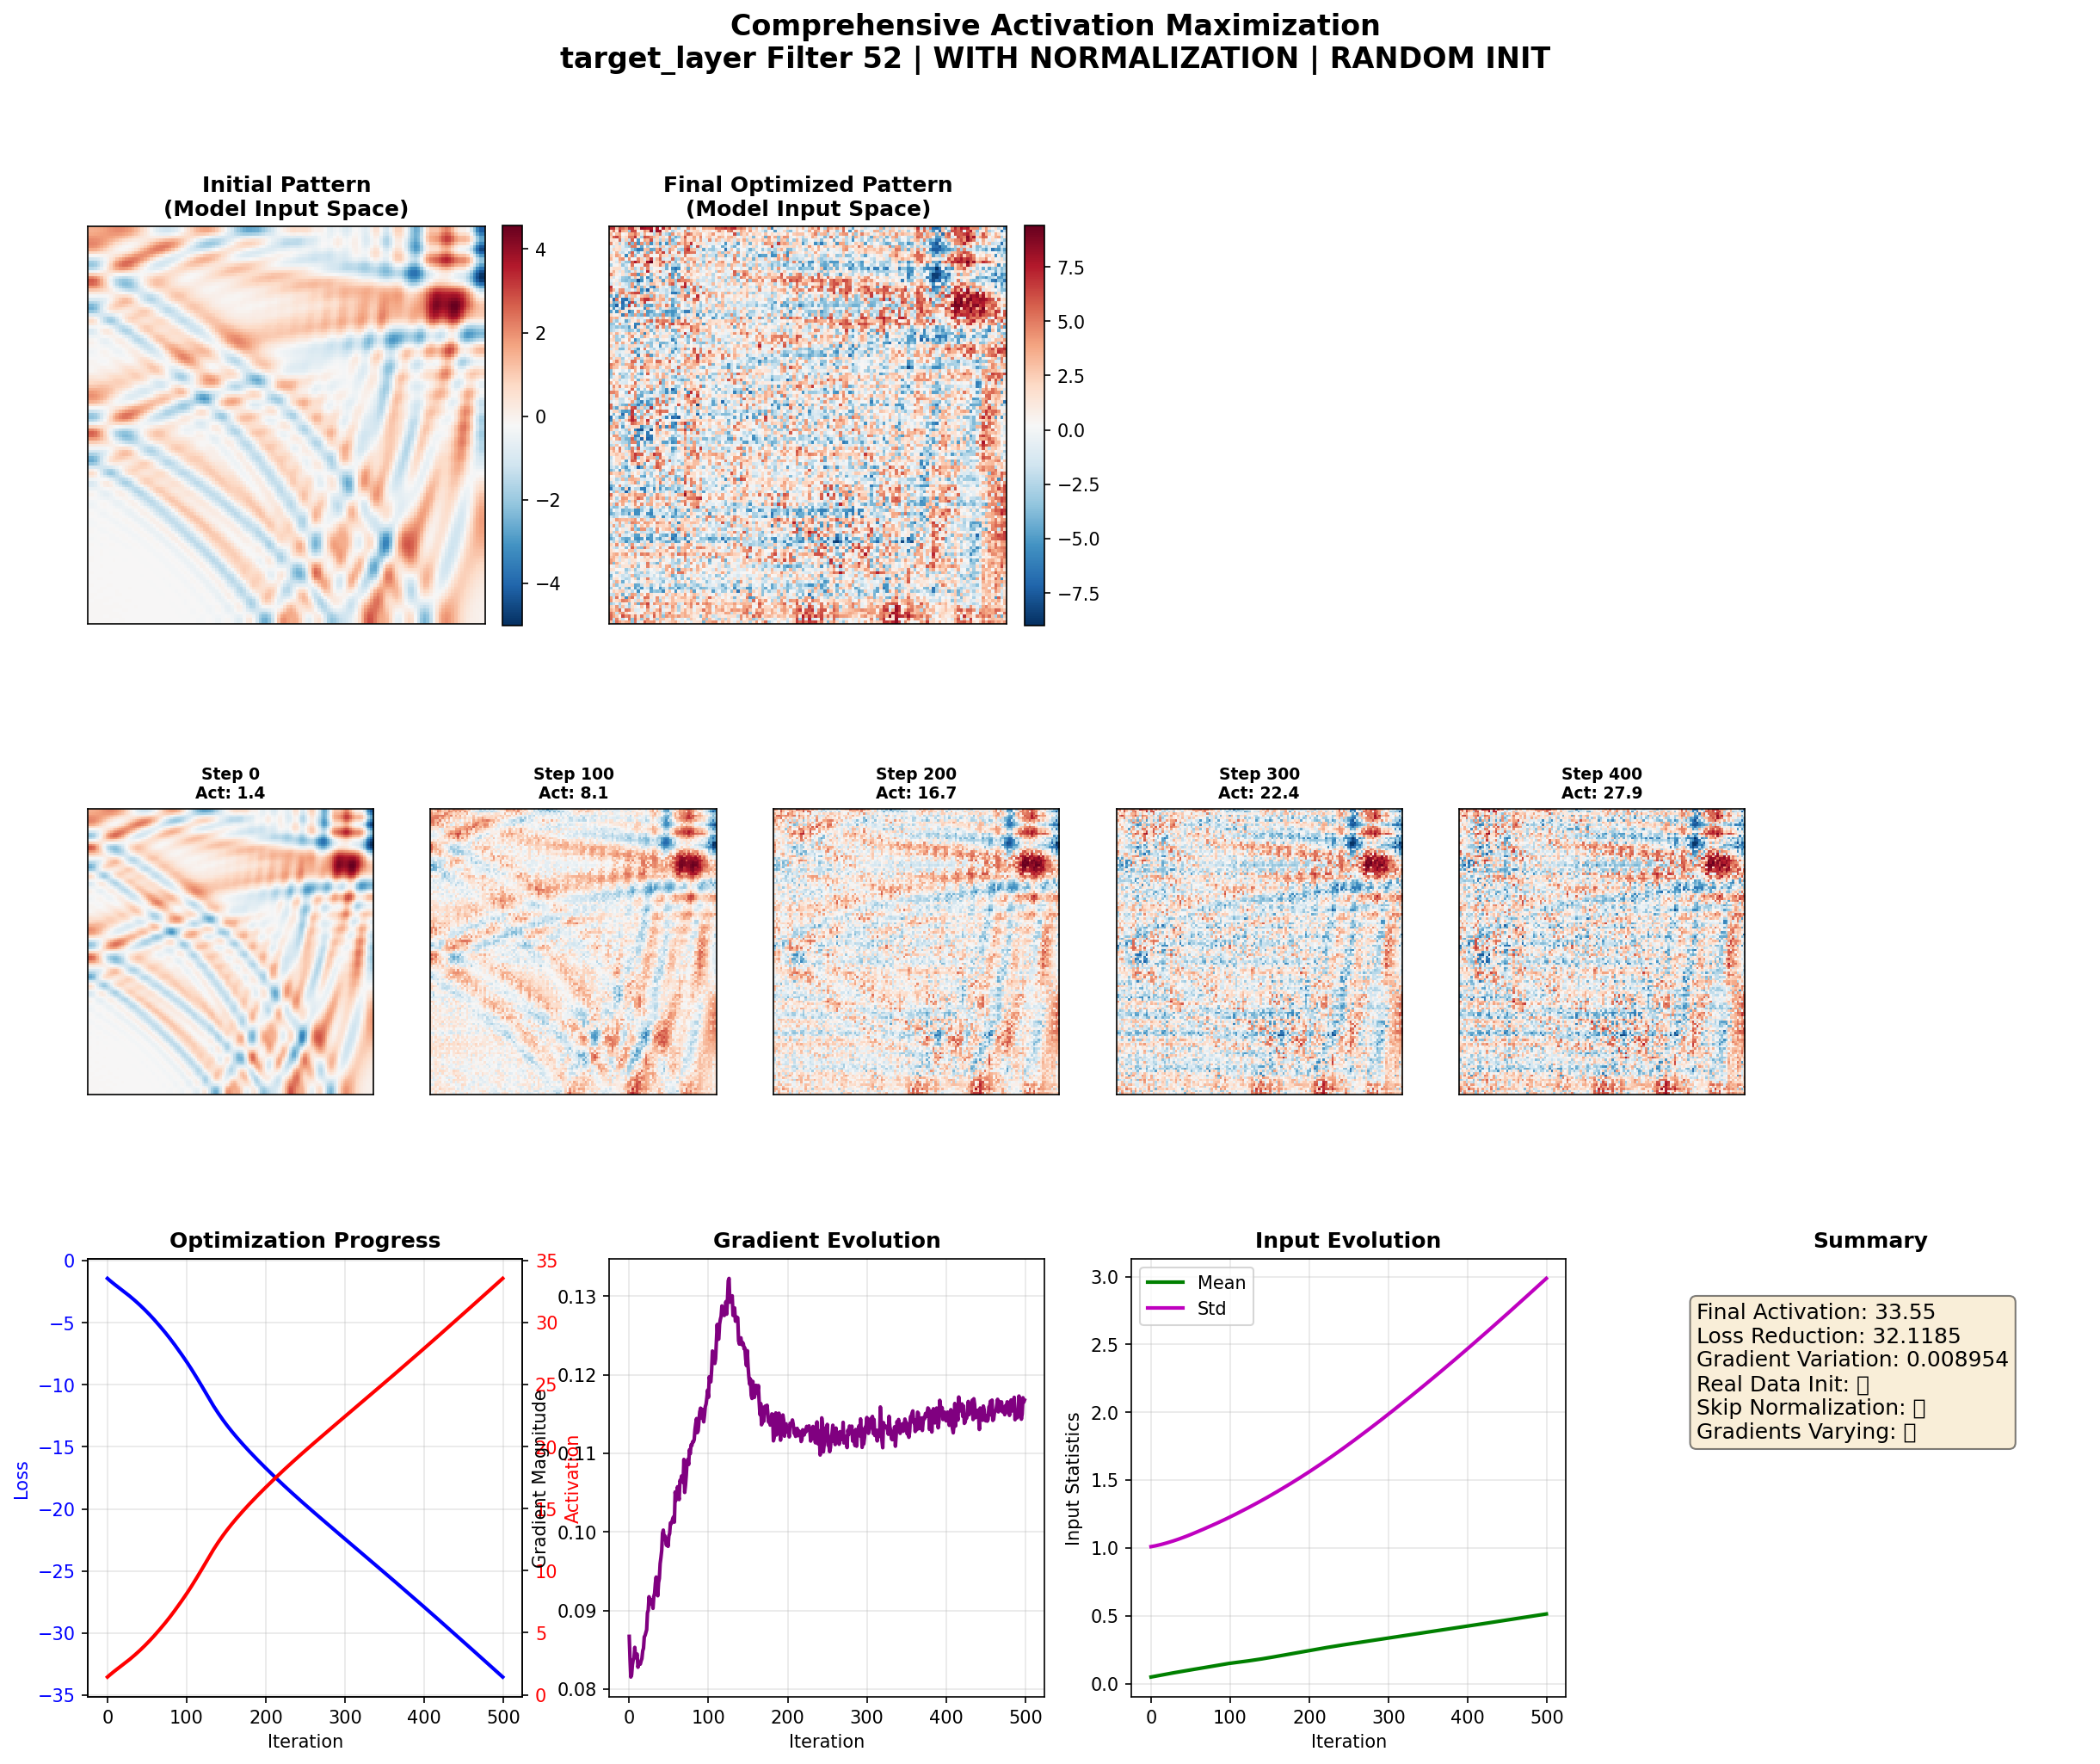 Comprehensive Activation Maximization
target_layer Filter 52 | WITH NORMALIZATION | RANDOM INIT
Initial Pattern
(Model Input Space)
4
2
0
−2
−4
Final Optimized Pattern
(Model Input Space)
7.5
5.0
2.5
0.0
−2.5
−5.0
−7.5
Step 0
Act: 1.4
Step 100
Act: 8.1
Step 200
Act: 16.7
Step 300
Act: 22.4
Step 400
Act: 27.9
Optimization Progress
Loss
0
−5
−10
−15
−20
−25
−30
−35
35
30
25
20
15
10
5
0
Activation
0 100 200 300 400 500
Iteration
Gradient Evolution
Gradient Magnitude
0.13
0.12
0.11
0.10
0.09
0.08
0 100 200 300 400 500
Iteration
Input Evolution
Mean
Std
Input Statistics
3.0
2.5
2.0
1.5
1.0
0.5
0.0
0 100 200 300 400 500
Iteration
Summary
Final Activation: 33.55
Loss Reduction: 32.1185
Gradient Variation: 0.008954
Real Data Init:
Skip Normalization:
Gradients Varying: